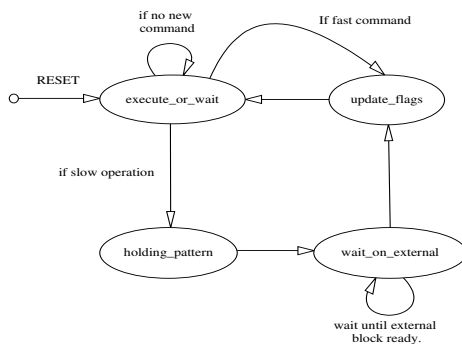 if no new
command
If fast command
RESET
execute_or_wait
update_flags
if slow operation
holding_pattern
wait_on_external
wait until external
block ready.